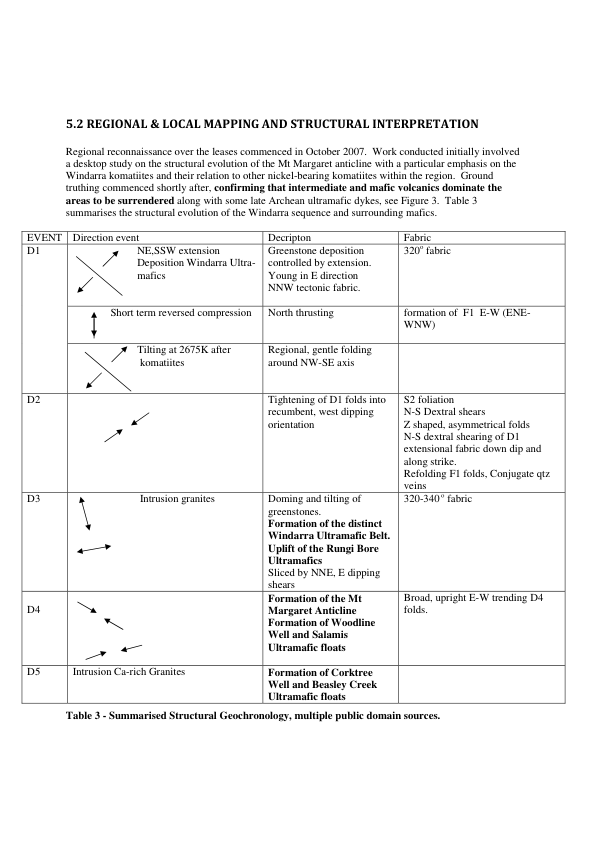 5.2 REGIONAL & LOCAL MAPPING AND STRUCTURAL INTERPRETATION
Regional reconnaissance over the leases commenced in October 2007.  Work conducted initially involved
a desktop study on the structural evolution of the Mt Margaret anticline with a particular emphasis on the
Windarra komatiites and their relation to other nickel-bearing komatiites within the region.  Ground
truthing commenced shortly after, confirming that intermediate and mafic volcanics dominate the
areas to be surrendered along with some late Archean ultramafic dykes, see Figure 3.  Table 3
summarises the structural evolution of the Windarra sequence and surrounding mafics.
EVENT Direction event Decripton Fabric
D1
NE,SSW extension
Deposition Windarra Ultra-
mafics
Greenstone deposition
controlled by extension.
Young in E direction
NNW tectonic fabric.
320º fabric
Short term reversed compression
North thrusting
formation of  F1  E-W (ENE-
WNW)
Tilting at 2675K after
komatiites
Regional, gentle folding
around NW-SE axis
D2
Tightening of D1 folds into
recumbent, west dipping
orientation
S2 foliation
N-S Dextral shears
Z shaped, asymmetrical folds
N-S dextral shearing of D1
extensional fabric down dip and
along strike.
Refolding F1 folds, Conjugate qtz
veins
D3
Intrusion granites
Doming and tilting of
greenstones.
Formation of the distinct
Windarra Ultramafic Belt.
Uplift of the Rungi Bore
Ultramafics
Sliced by NNE, E dipping
shears
320-340º fabric
D4
Formation of the Mt
Margaret Anticline
Formation of Woodline
Well and Salamis
Ultramafic floats
Broad, upright E-W trending D4
folds.
D5
Intrusion Ca-rich Granites
Formation of Corktree
Well and Beasley Creek
Ultramafic floats
Table 3 - Summarised Structural Geochronology, multiple public domain sources.